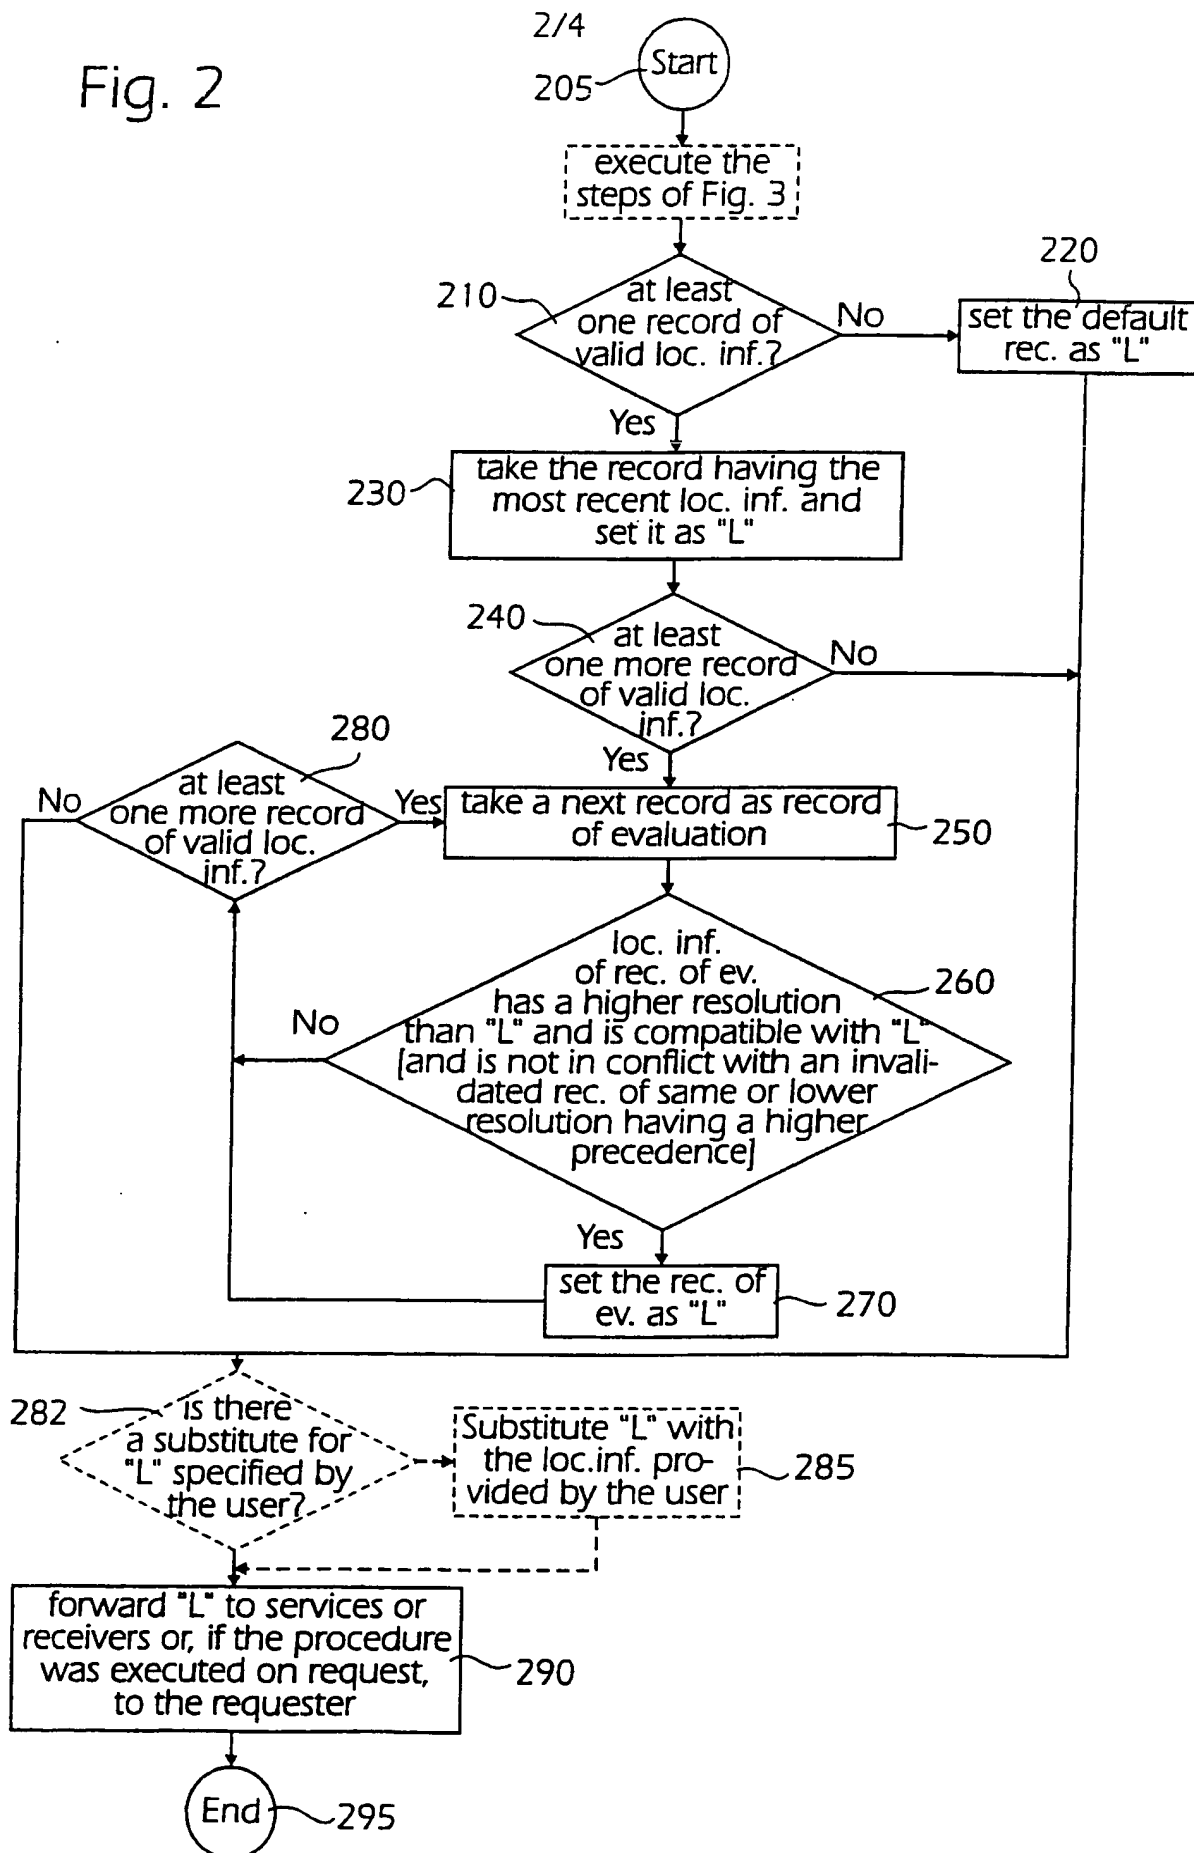 2/4
Fig. 2
Start
205
execute the
steps of Fig. 3
210
at least
one record of
valid loc. inf.?
No
220
set the default
rec. as "L"
Yes
230
take the record having the
most recent loc. inf. and
set it as "L"
240
at least
one more record
of valid loc.
inf.?
No
Yes
280
at least
one more record
of valid loc.
inf.?
No
Yes
take a next record as record
of evaluation
250
loc. inf.
of rec. of ev.
has a higher resolution
than "L" and is compatible with "L"
[and is not in conflict with an invali-
dated rec. of same or lower
resolution having a higher
precedence]
260
No
Yes
set the rec. of
ev. as "L"
270
282
is there
a substitute for
"L" specified by
the user?
Substitute "L" with
the loc.inf. pro-
vided by the user
285
forward "L" to services or
receivers or, if the procedure
was executed on request,
to the requester
290
End
295